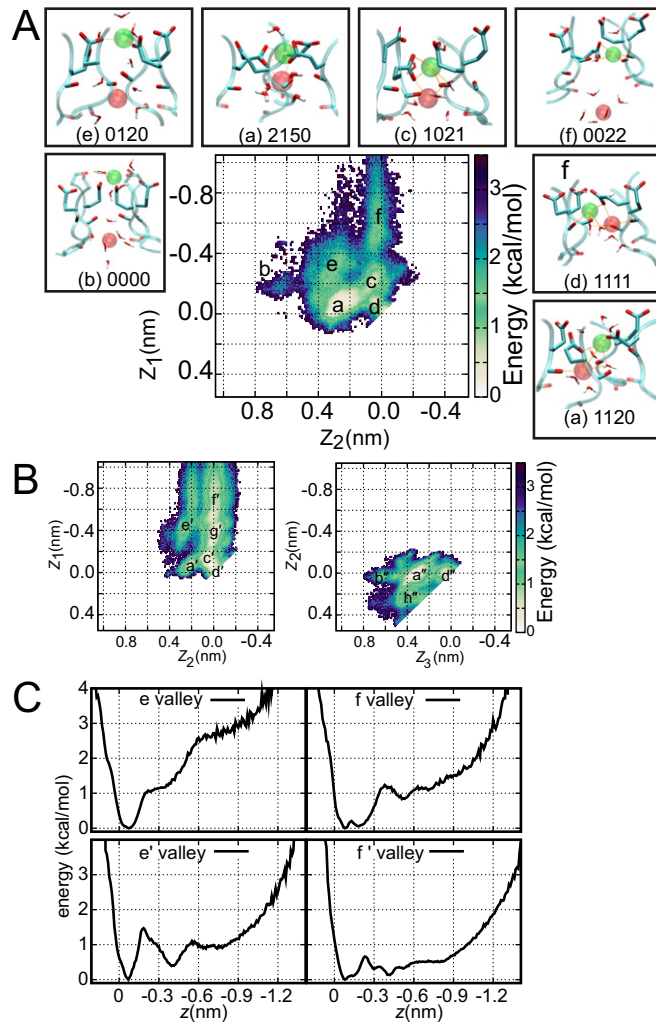 A
(e) 0120
(a) 2150
(c) 1021
(f) 0022
(b) 0000
f
(d) 1111
(a) 1120
-0.8
-0.4
0.0
0.4
Z1(nm)
0.8 0.4 0.0 -0.4
Z2(nm)
b
e
f
c
a
d
3
2
1
0
Energy (kcal/mol)
B
-0.8
-0.4
0.0
0.4
Z1(nm)
0.8 0.4 0.0 -0.4
Z2(nm)
f'
e'
g'
a'
c'
d'
-0.8
-0.4
0.0
0.4
Z2(nm)
0.8 0.4 0.0 -0.4
Z3(nm)
b"
a"
d"
h"
3
2
1
0
Energy (kcal/mol)
C
4
3
2
1
0
e valley
f valley
3
2
1
0
e' valley
f ' valley
energy (kcal/mol)
0 -0.3 -0.6 -0.9 -1.2
0 -0.3 -0.6 -0.9 -1.2
z(nm)
z(nm)